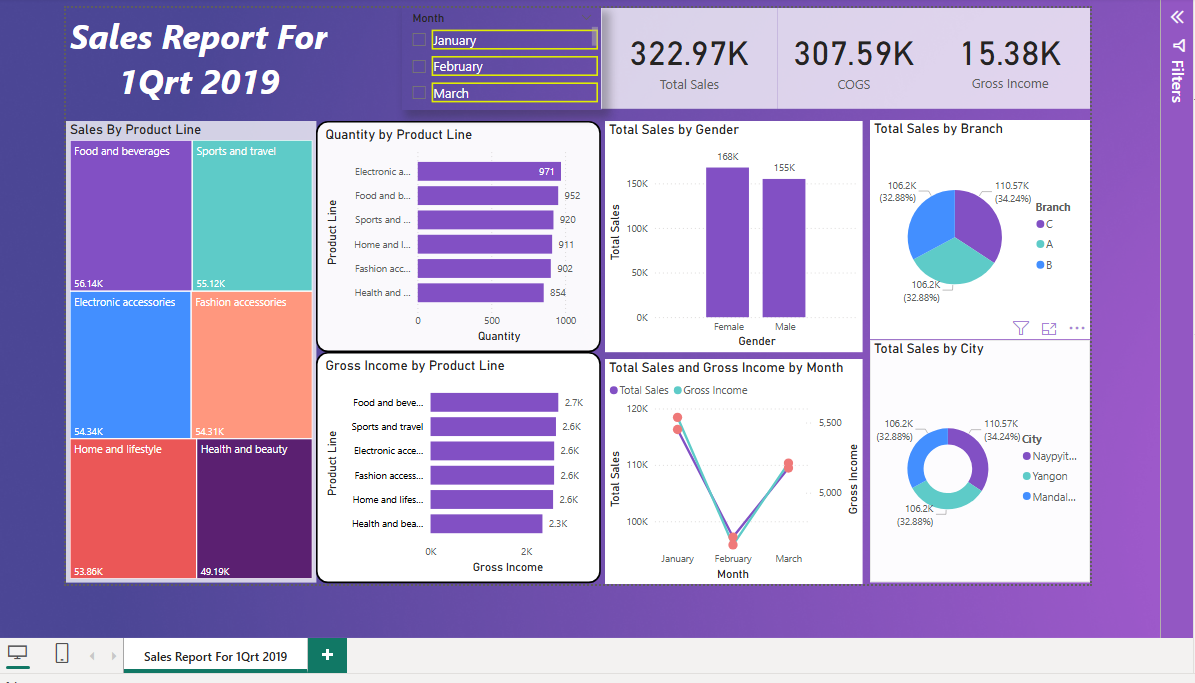 Sales Report For
1Qrt 2019
Month
January
February
March
322.97K
Total Sales
307.59K
COGS
15.38K
Gross Income
Filters
Sales By Product Line
Food and beverages
56.14K
Sports and travel
55.12K
Electronic accessories
54.34K
Fashion accessories
54.31K
Home and lifestyle
53.86K
Health and beauty
49.19K
Quantity by Product Line
Product Line
Electronic a...
971
Food and b...
952
Sports and ...
920
Home and l...
911
Fashion acc...
902
Health and ...
854
0
500
1000
Quantity
Gross Income by Product Line
Product Line
Food and beve...
2.7K
Sports and travel
2.6K
Electronic acce...
2.6K
Fashion access...
2.6K
Home and lifes...
2.6K
Health and bea...
2.3K
0K
2K
Gross Income
Total Sales by Gender
Total Sales
150K
100K
50K
0K
168K
155K
Female
Male
Gender
Total Sales and Gross Income by Month
Total Sales
Gross Income
Total Sales
120K
110K
100K
5,500
5,000
Gross Income
January
February
March
Month
Total Sales by Branch
106.2K
(32.88%)
110.57K
(34.24%)
106.2K
(32.88%)
Branch
C
A
B
Total Sales by City
106.2K
(32.88%)
110.57K
(34.24%)
106.2K
(32.88%)
City
Naypyit...
Yangon
Mandal...
Sales Report For 1Qrt 2019